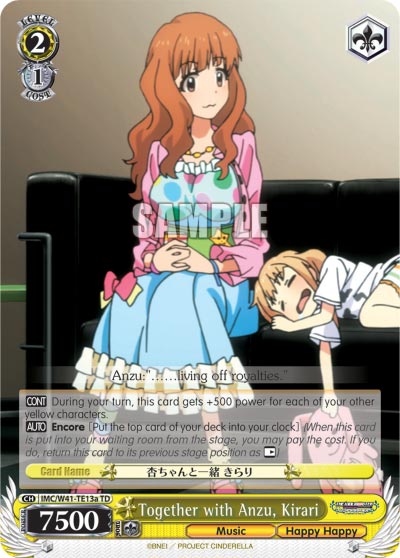 LEVEL
2
1
COST
SAMPLE
Anzu:"……living off royalties."
CONT During your turn, this card gets +500 power for each of your other
yellow characters.
AUTO Encore [Put the top card of your deck into your clock] (When this card
is put into your waiting room from the stage, you may pay the cost. If you
do, return this card to its previous stage position as
Card Name
杏ちゃんと一緒 きらり
CH IMC/W41-TE13a TD
Together with Anzu, Kirari
POWER
7500
SOUL
Music
Happy Happy
©BNEI / PROJECT CINDERELLA